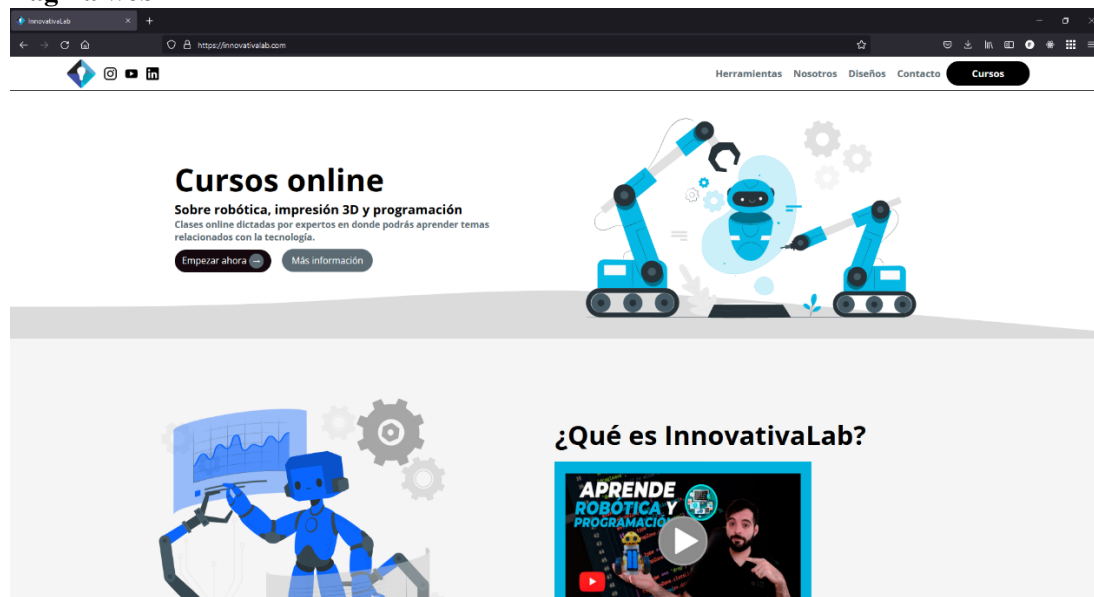 InnovativaLab
https://innovativalab.com
Herramientas Nosotros Diseños Contacto Cursos
Cursos online
Sobre robótica, impresión 3D y programación
Clases online dictadas por expertos en donde podrás aprender temas
relacionados con la tecnología.
Empezar ahora → Más información
¿Qué es InnovativaLab?
APRENDE
ROBÓTICA Y
PROGRAMACIÓN